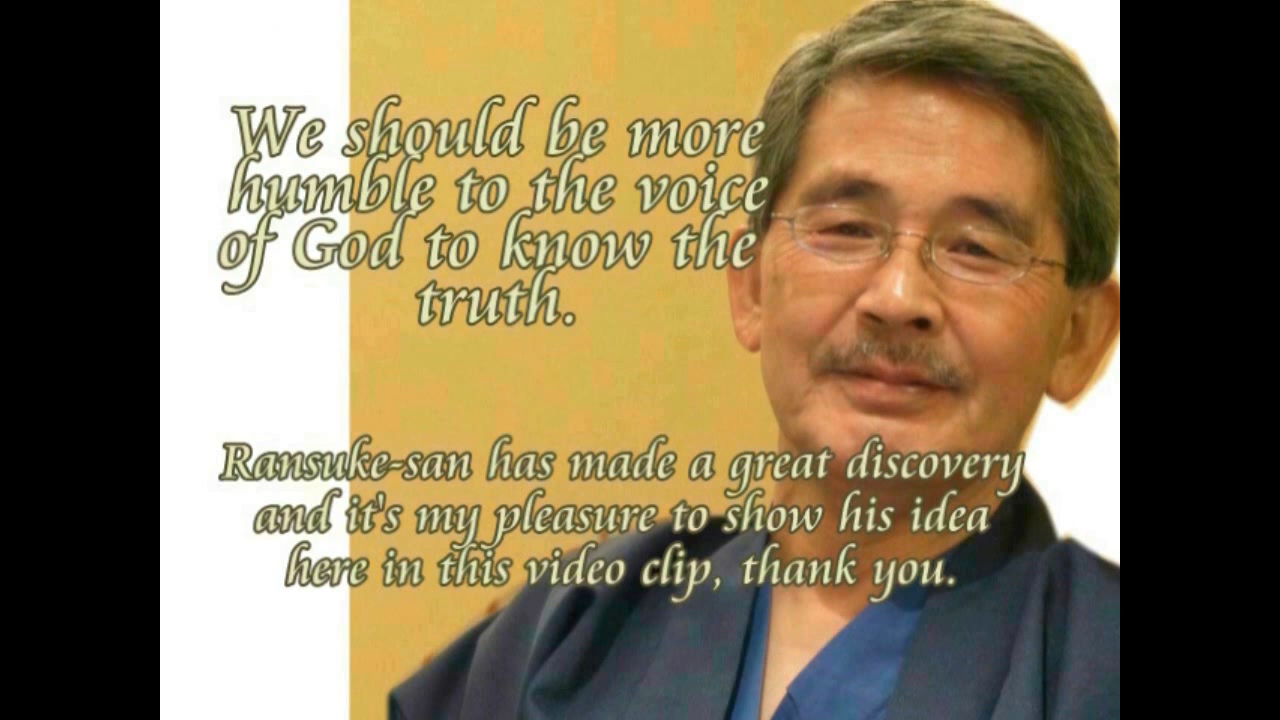 We should be more
humble to the voice
of God to know the
truth.
Ransuke-san has made a great discovery
and it's my pleasure to show his idea
here in this video clip, thank you.